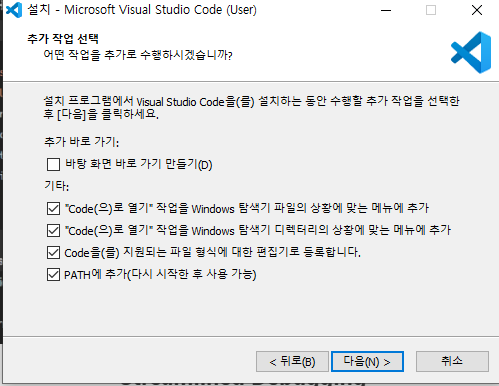 설치 - Microsoft Visual Studio Code (User)
추가 작업 선택
어떤 작업을 추가로 수행하시겠습니까?
설치 프로그램에서 Visual Studio Code을(를) 설치하는 동안 수행할 추가 작업을 선택한
후 [다음]을 클릭하세요.
추가 바로 가기:
바탕 화면 바로 가기 만들기(D)
기타:
"Code(으)로 열기" 작업을 Windows 탐색기 파일의 상황에 맞는 메뉴에 추가
"Code(으)로 열기" 작업을 Windows 탐색기 디렉터리의 상황에 맞는 메뉴에 추가
Code을(를) 지원되는 파일 형식에 대한 편집기로 등록합니다.
PATH에 추가(다시 시작한 후 사용 가능)
< 뒤로(B) 다음(N) > 취소